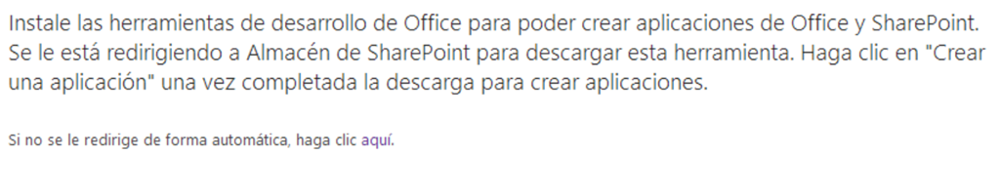 Instale las herramientas de desarrollo de Office para poder crear aplicaciones de Office y SharePoint.
Se le está redirigiendo a Almacén de SharePoint para descargar esta herramienta. Haga clic en "Crear
una aplicación" una vez completada la descarga para crear aplicaciones.
Si no se le redirige de forma automática, haga clic aquí.